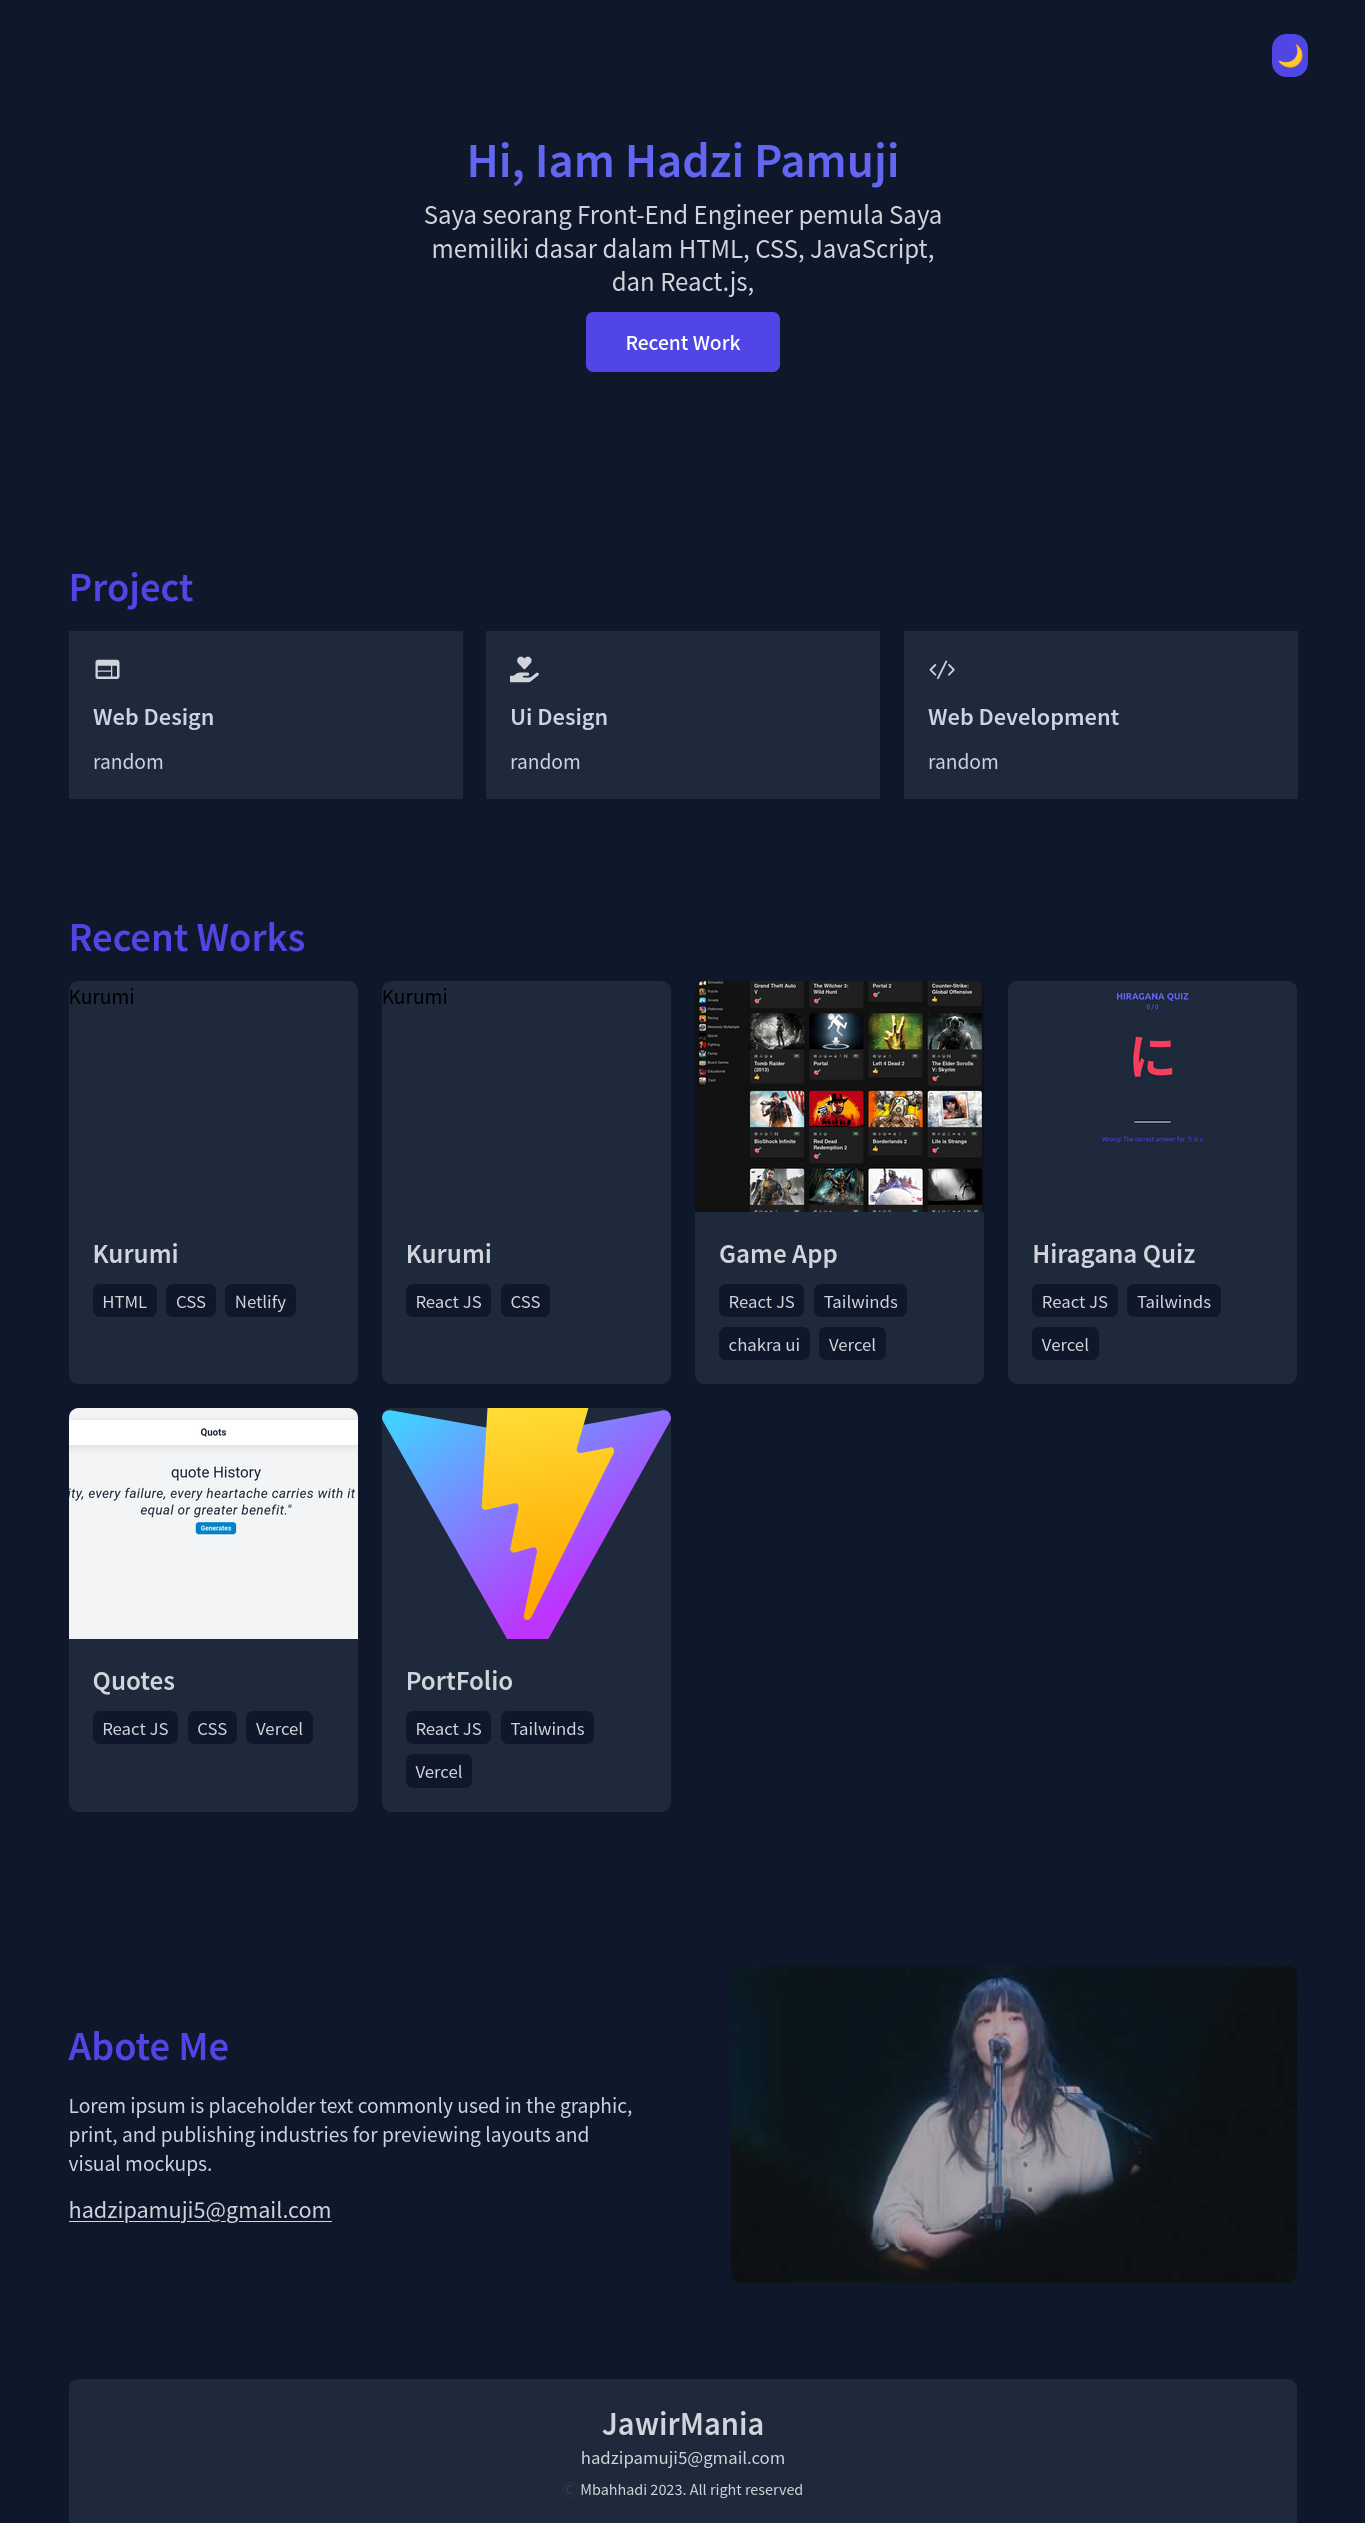 Hi, Iam Hadzi Pamuji
Saya seorang Front-End Engineer pemula Saya
memiliki dasar dalam HTML, CSS, JavaScript,
dan React.js,
Recent Work
Project
Web Design
random
Ui Design
random
Web Development
random
Recent Works
Kurumi
Kurumi
HTML CSS Netlify
Kurumi
Kurumi
React JS CSS
Grand Theft Auto
V
The Witcher 3:
Wild Hunt
Portal 2
Counter-Strike:
Global Offensive
Tomb Raider
(2013)
Portal
Left 4 Dead 2
The Elder Scrolls
V: Skyrim
BioShock Infinite
Red Dead
Redemption 2
Borderlands 2
Life is Strange
Game App
React JS Tailwinds
chakra ui Vercel
HIRAGANA QUIZ
0 / 0
に
Hiragana Quiz
React JS Tailwinds
Vercel
Quots
quote History
ity, every failure, every heartache carries with it
equal or greater benefit."
Generates
Quotes
React JS CSS Vercel
PortFolio
React JS Tailwinds
Vercel
Abote Me
Lorem ipsum is placeholder text commonly used in the graphic,
print, and publishing industries for previewing layouts and
visual mockups.
hadzipamuji5@gmail.com
JawirMania
hadzipamuji5@gmail.com
© Mbahhadi 2023. All right reserved